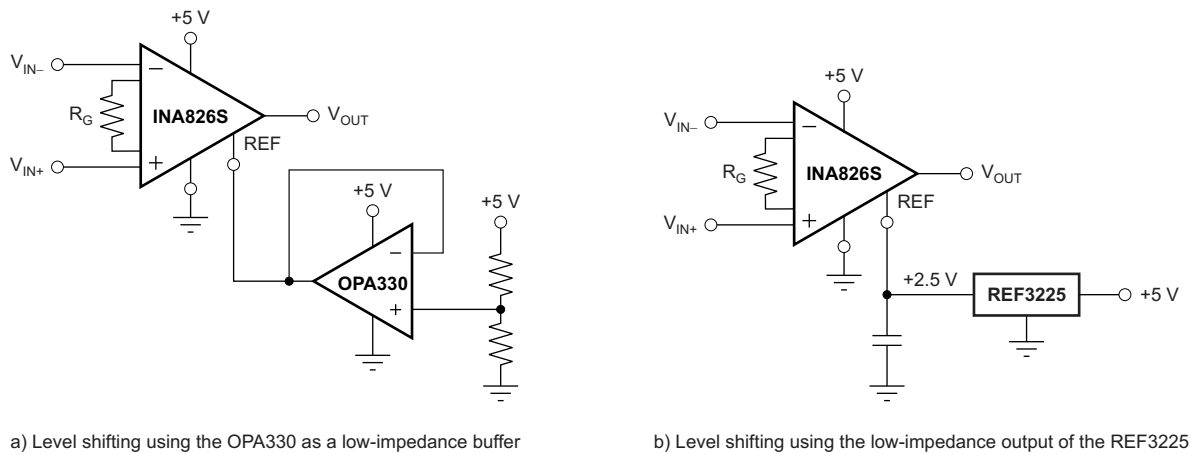 +5 V
V_IN–
−
R_G
INA826S
V_OUT
REF
V_IN+
+
+5 V
+5 V
−
OPA330
+
a) Level shifting using the OPA330 as a low-impedance buffer
+5 V
V_IN–
−
R_G
INA826S
V_OUT
REF
V_IN+
+
+2.5 V
REF3225
+5 V
b) Level shifting using the low-impedance output of the REF3225